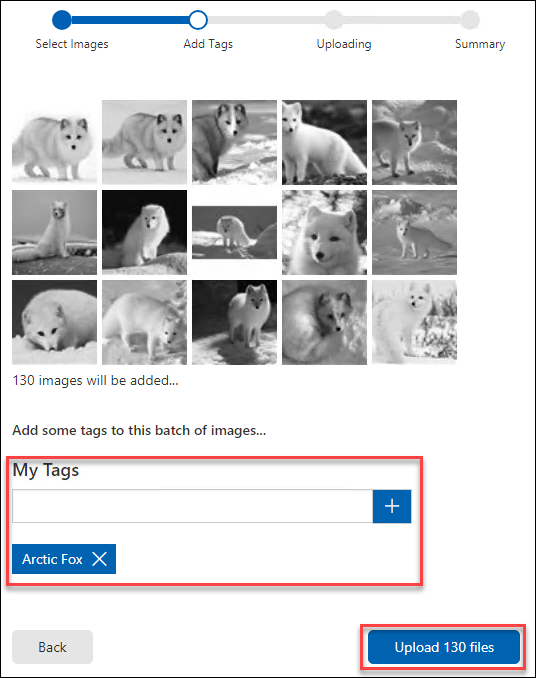 Select Images Add Tags Uploading Summary
130 images will be added...
Add some tags to this batch of images...
My Tags
Arctic Fox
Back Upload 130 files